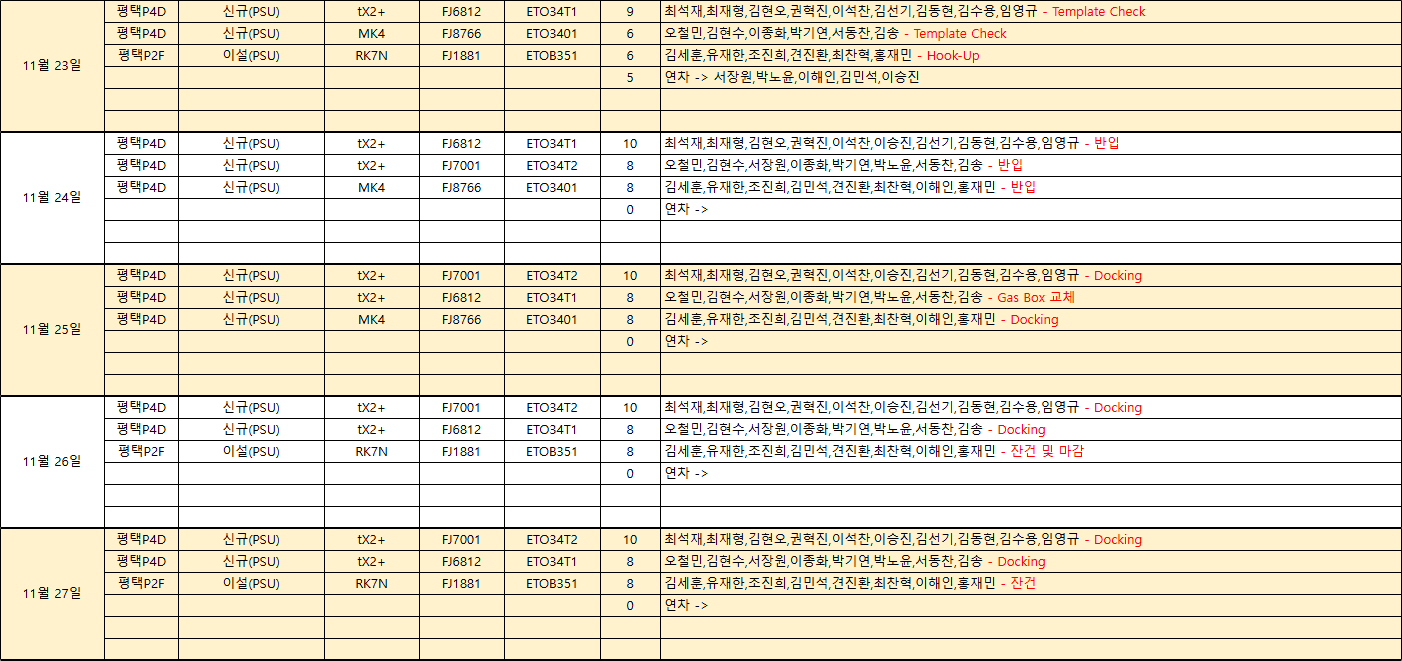 평택P4D 신규(PSU) tX2+ FJ6812 ETO34T1 9 최석재,최재형,김현오,권혁진,이석찬,김선기,김동현,김수용,임영규 - Template Check
평택P4D 신규(PSU) MK4 FJ8766 ETO3401 6 오철민,김현수,이종화,박기연,서동찬,김송 - Template Check
11월 23일 평택P2F 이설(PSU) RK7N FJ1881 ETOB351 6 김세훈,유재한,조진희,견진환,최찬혁,홍재민 - Hook-Up
5 연차 -> 서장원,박노윤,이해인,김민석,이승진
평택P4D 신규(PSU) tX2+ FJ6812 ETO34T1 10 최석재,최재형,김현오,권혁진,이석찬,이승진,김선기,김동현,김수용,임영규 - 반입
평택P4D 신규(PSU) tX2+ FJ7001 ETO34T2 8 오철민,김현수,서장원,이종화,박기연,박노윤,서동찬,김송 - 반입
11월 24일 평택P4D 신규(PSU) MK4 FJ8766 ETO3401 8 김세훈,유재한,조진희,김민석,견진환,최찬혁,이해인,홍재민 - 반입
0 연차 ->
평택P4D 신규(PSU) tX2+ FJ7001 ETO34T2 10 최석재,최재형,김현오,권혁진,이석찬,이승진,김선기,김동현,김수용,임영규 - Docking
평택P4D 신규(PSU) tX2+ FJ6812 ETO34T1 8 오철민,김현수,서장원,이종화,박기연,박노윤,서동찬,김송 - Gas Box 교체
11월 25일 평택P4D 신규(PSU) MK4 FJ8766 ETO3401 8 김세훈,유재한,조진희,김민석,견진환,최찬혁,이해인,홍재민 - Docking
0 연차 ->
평택P4D 신규(PSU) tX2+ FJ7001 ETO34T2 10 최석재,최재형,김현오,권혁진,이석찬,이승진,김선기,김동현,김수용,임영규 - Docking
평택P4D 신규(PSU) tX2+ FJ6812 ETO34T1 8 오철민,김현수,서장원,이종화,박기연,박노윤,서동찬,김송 - Docking
11월 26일 평택P2F 이설(PSU) RK7N FJ1881 ETOB351 8 김세훈,유재한,조진희,김민석,견진환,최찬혁,이해인,홍재민 - 잔건 및 마감
0 연차 ->
평택P4D 신규(PSU) tX2+ FJ7001 ETO34T2 10 최석재,최재형,김현오,권혁진,이석찬,이승진,김선기,김동현,김수용,임영규 - Docking
평택P4D 신규(PSU) tX2+ FJ6812 ETO34T1 8 오철민,김현수,서장원,이종화,박기연,박노윤,서동찬,김송 - Docking
11월 27일 평택P2F 이설(PSU) RK7N FJ1881 ETOB351 8 김세훈,유재한,조진희,김민석,견진환,최찬혁,이해인,홍재민 - 잔건
0 연차 ->